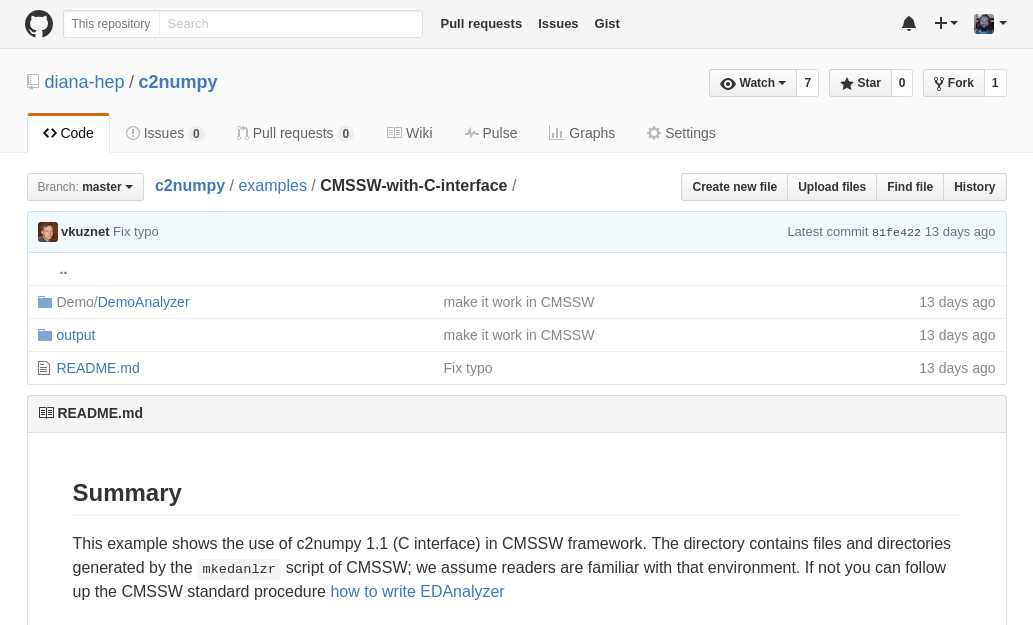 This repository Search Pull requests Issues Gist
diana-hep / c2numpy Watch 7 Star 0 Fork 1
Code Issues 0 Pull requests 0 Wiki Pulse Graphs Settings
Branch: master c2numpy / examples / CMSSW-with-C-interface / Create new file Upload files Find file History
vkuznet Fix typo Latest commit 81fe422 13 days ago
..
Demo/DemoAnalyzer make it work in CMSSW 13 days ago
output make it work in CMSSW 13 days ago
README.md Fix typo 13 days ago
README.md
Summary
This example shows the use of c2numpy 1.1 (C interface) in CMSSW framework. The directory contains files and directories
generated by the mkedanlzr script of CMSSW; we assume readers are familiar with that environment. If not you can follow
up the CMSSW standard procedure how to write EDAnalyzer